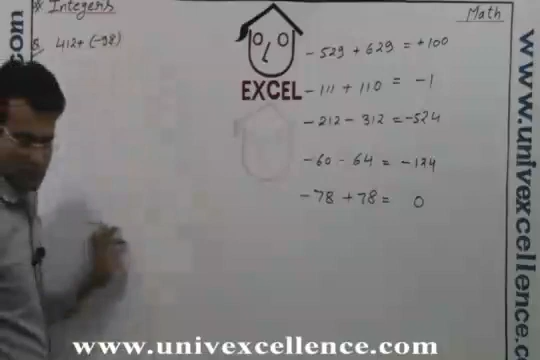 * Integers
Math
8. 412+ (-98)
EXCEL
-529 + 629 = +100
-111 + 110 = -1
-212 - 312 = -524
-60 - 64 = -124
-78 + 78 = 0
www.univexcellence.com
www.univexcellence.com
.com